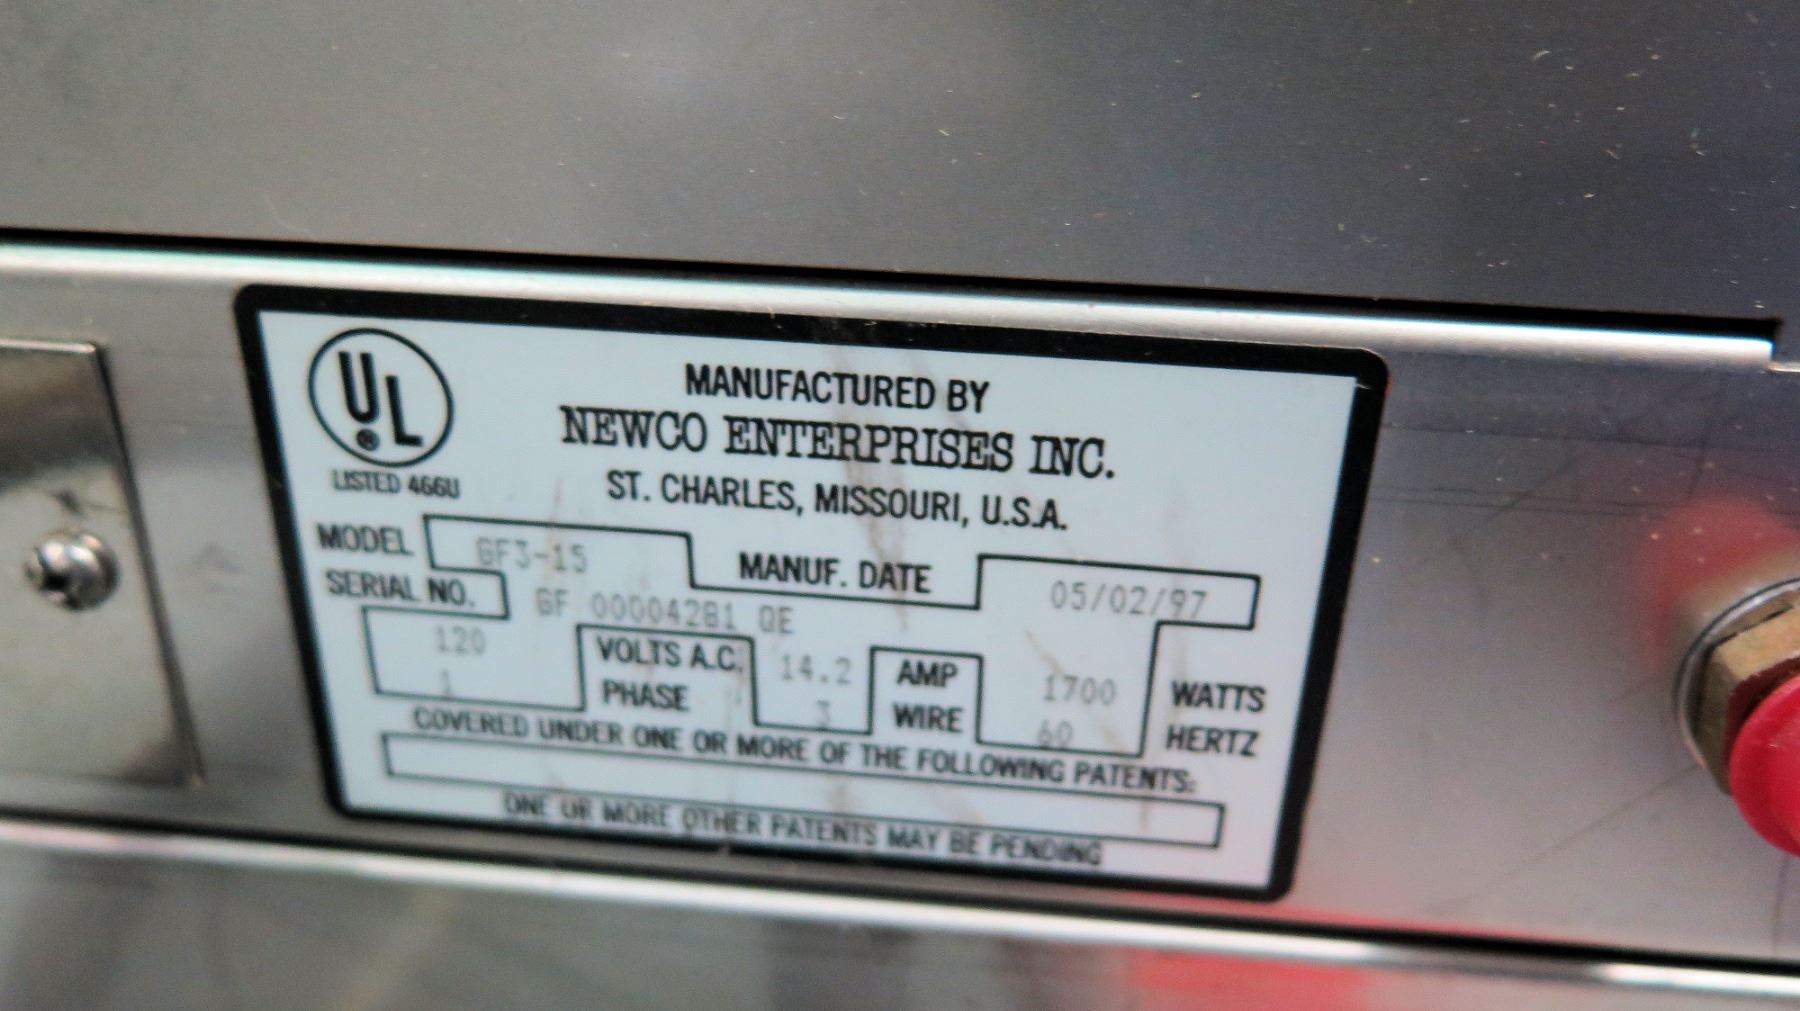 UL ®
LISTED 466U
MANUFACTURED BY
NEWCO ENTERPRISES INC.
ST. CHARLES, MISSOURI, U.S.A.
MODEL GF3-15 MANUF. DATE 05/02/97
SERIAL NO. GF 00004281 QE
120 VOLTS A.C. 14.2 AMP 1700 WATTS
1 PHASE 3 WIRE 60 HERTZ
COVERED UNDER ONE OR MORE OF THE FOLLOWING PATENTS:
ONE OR MORE OTHER PATENTS MAY BE PENDING